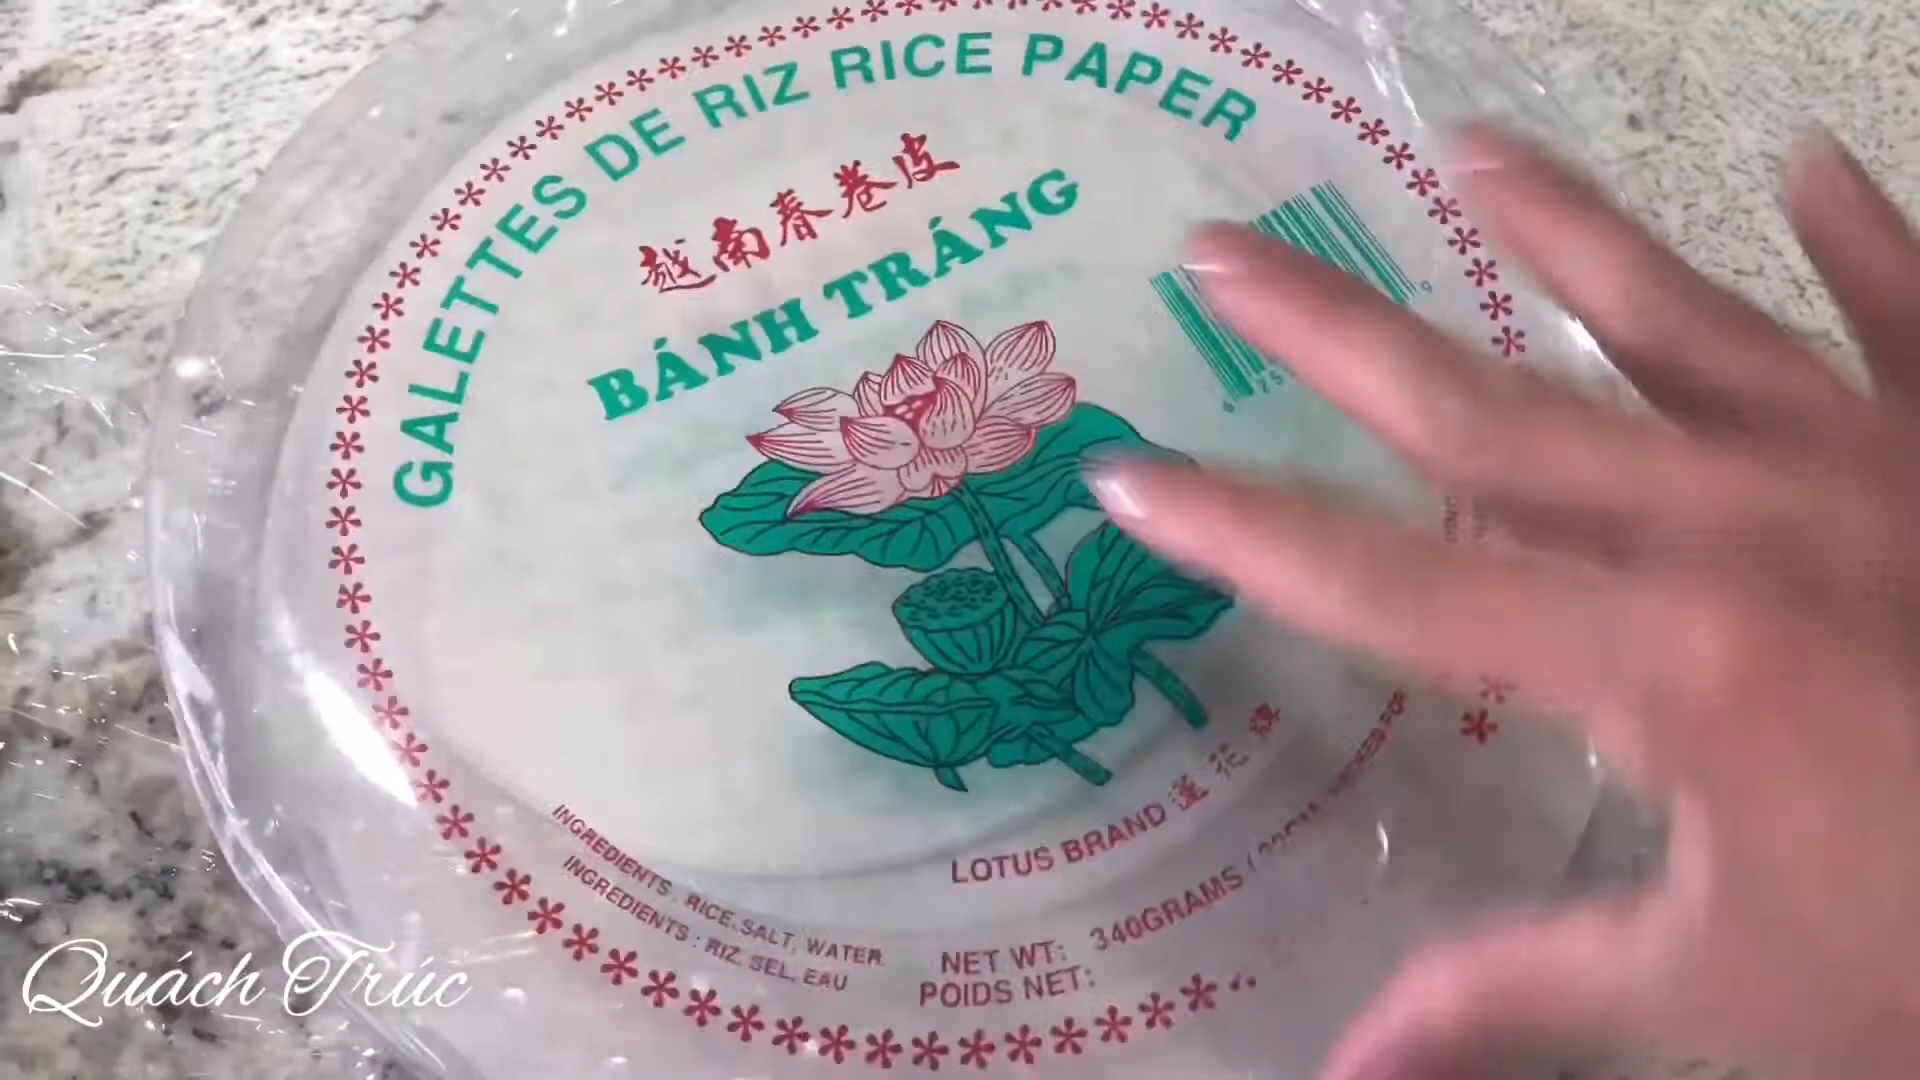 GALETTES DE RIZ RICE PAPER
越南春卷皮
BÁNH TRÁNG
LOTUS BRAND 蓮花牌
INGREDIENTS : RICE, SALT, WATER.
INGREDIENTS : RIZ, SEL, EAU
NET WT: 340GRAMS
POIDS NET:
Quách Trúc